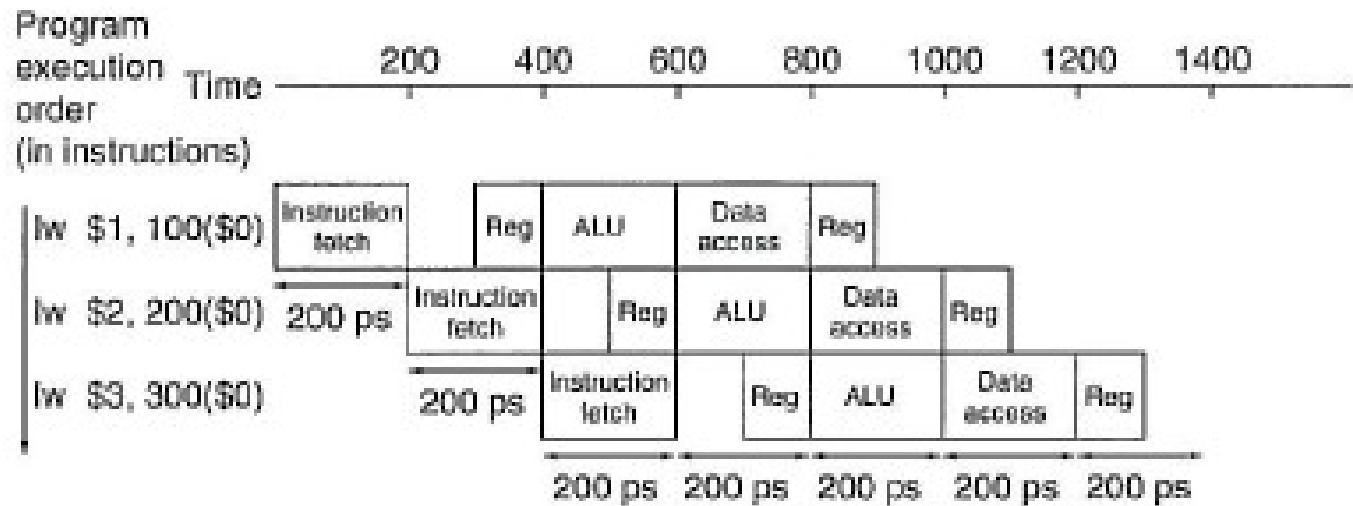 Program
execution
order
(in instructions)
Time
200 400 600 800 1000 1200 1400
lw $1, 100($0)
Instruction
fetch
Reg
ALU
Data
access
Reg
lw $2, 200($0)
200 ps
Instruction
fetch
Reg
ALU
Data
access
Reg
lw $3, 300($0)
200 ps
Instruction
fetch
Reg
ALU
Data
access
Reg
200 ps 200 ps 200 ps 200 ps 200 ps